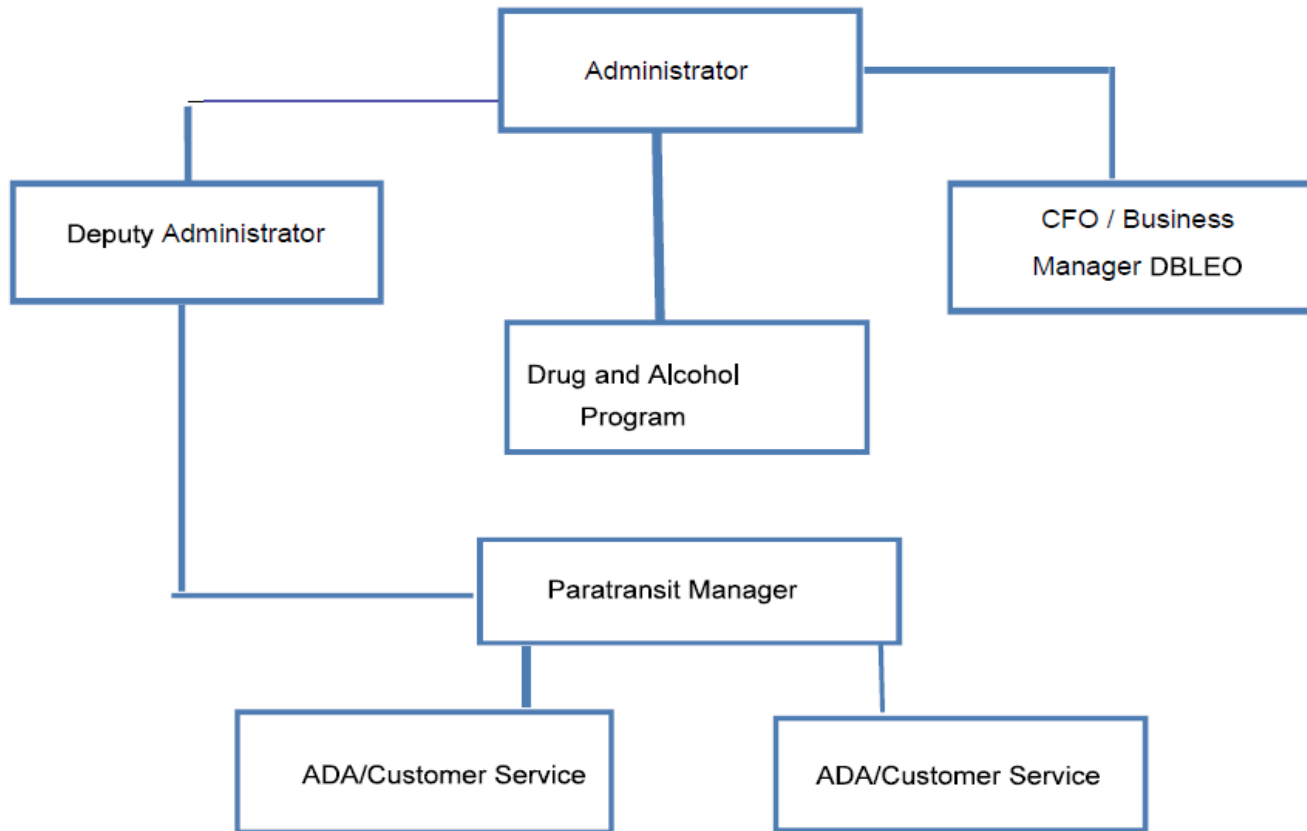 Administrator
Deputy Administrator
CFO / Business
Manager DBLEO
Drug and Alcohol
Program
Paratransit Manager
ADA/Customer Service
ADA/Customer Service